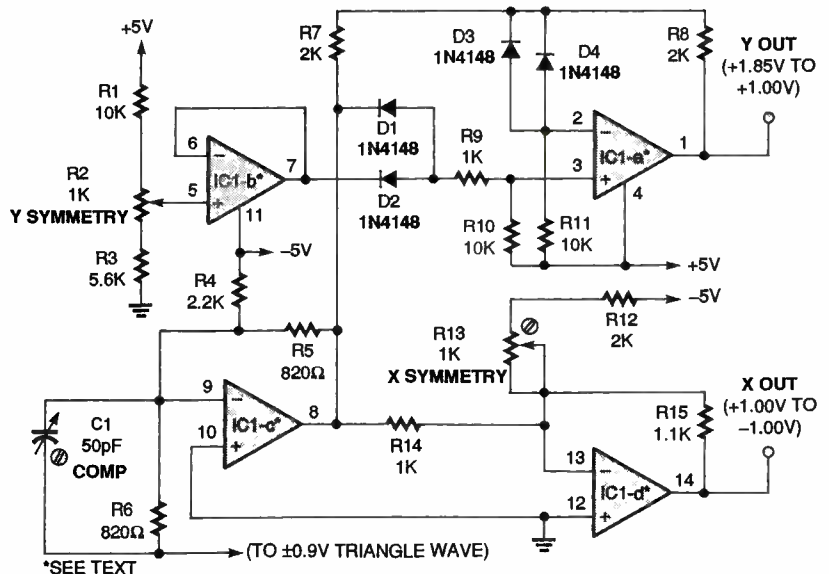 +5V
R1
10K
R2
1K
Y SYMMETRY
R3
5.6K
6
5
7
11
IC1-b*
−5V
R4
2.2K
R7
2K
D1
1N4148
D2
1N4148
D3
1N4148
D4
1N4148
R8
2K
Y OUT
(+1.85V TO
+1.00V)
R9
1K
2
3
1
4
IC1-a*
R10
10K
R11
10K
+5V
R5
820Ω
9
10
8
IC1-c*
C1
50pF
COMP
R6
820Ω
*SEE TEXT
(TO ±0.9V TRIANGLE WAVE)
R13
1K
X SYMMETRY
R12
2K
−5V
R14
1K
R15
1.1K
X OUT
(+1.00V TO
−1.00V)
13
12
14
IC1-d*